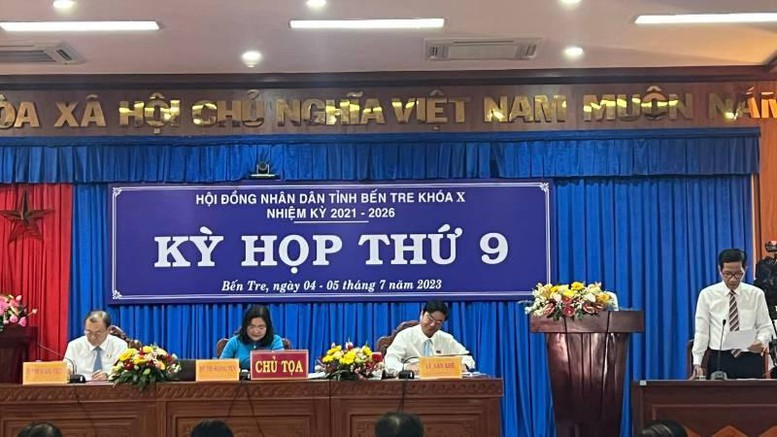 ÒA XÃ HỘI CHỦ NGHĨA VIỆT NAM MUÔN NĂM
HỘI ĐỒNG NHÂN DÂN TỈNH BẾN TRE KHÓA X
NHIỆM KỲ 2021 - 2026
KỲ HỌP THỨ 9
Bến Tre, ngày 04 - 05 tháng 7 năm 2023
CHỦ TỌA